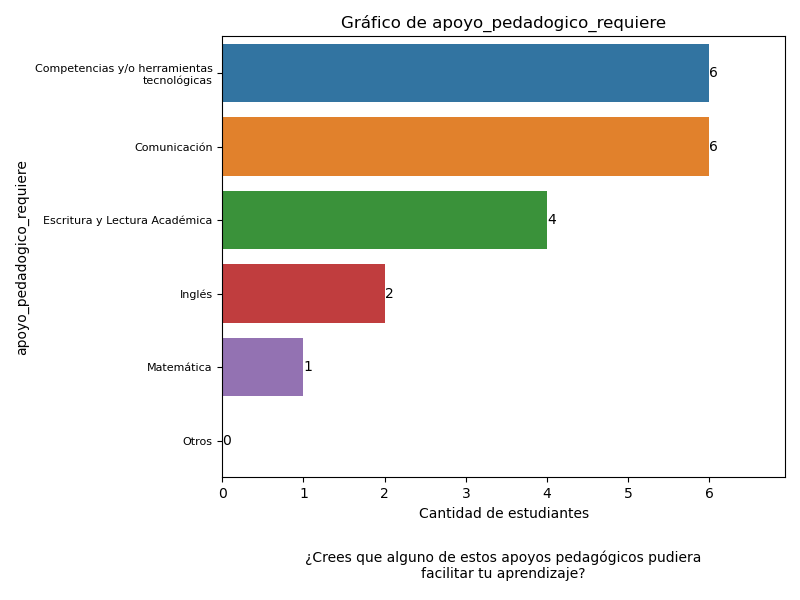 Gráfico de apoyo_pedadogico_requiere
apoyo_pedadogico_requiere
Competencias y/o herramientas
tecnológicas
6
Comunicación
6
Escritura y Lectura Académica
4
Inglés
2
Matemática
1
Otros
0
0 1 2 3 4 5 6
Cantidad de estudiantes
¿Crees que alguno de estos apoyos pedagógicos pudiera
facilitar tu aprendizaje?